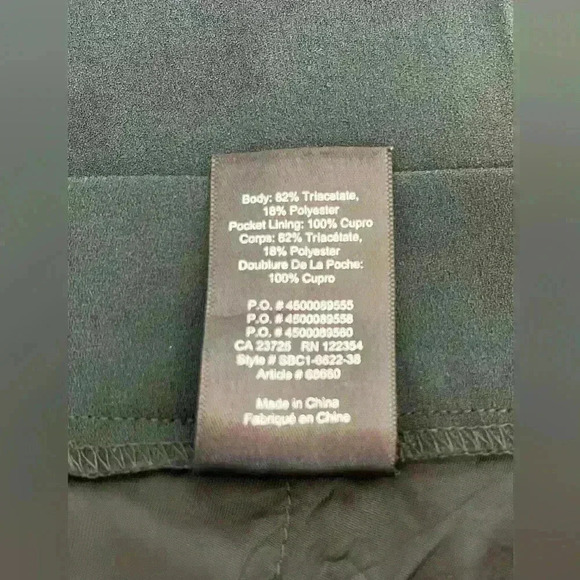 Body: 82% Triacetate,
18% Polyester
Pocket Lining: 100% Cupro
Corps: 82% Triacétate,
18% Polyester
Doublure De La Poche:
100% Cupro
P.O. # 4500089555
P.O. # 4500089558
P.O. # 4500089560
CA 23725 RN 122354
Style # SBC1-6622-38
Article # 68660
Made in China
Fabriqué en Chine